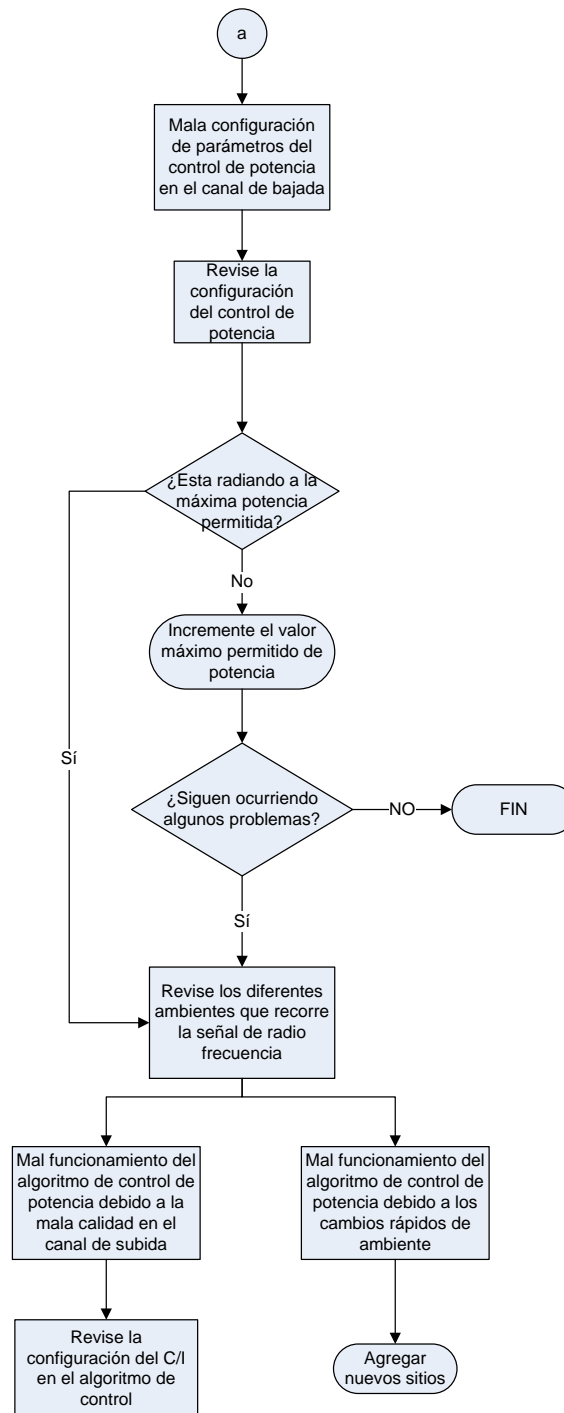 a
Mala configuración
de parámetros del
control de potencia
en el canal de bajada
Revise la
configuración
del control de
potencia
¿Esta radiando a la
máxima potencia
permitida?
No
Incremente el valor
máximo permitido de
potencia
Sí
¿Siguen ocurriendo
algunos problemas?
NO
FIN
Sí
Revise los diferentes
ambientes que recorre
la señal de radio
frecuencia
Mal funcionamiento del
algoritmo de control de
potencia debido a la
mala calidad en el
canal de subida
Mal funcionamiento del
algoritmo de control de
potencia debido a los
cambios rápidos de
ambiente
Revise la
configuración del C/I
en el algoritmo de
control
Agregar
nuevos sitios